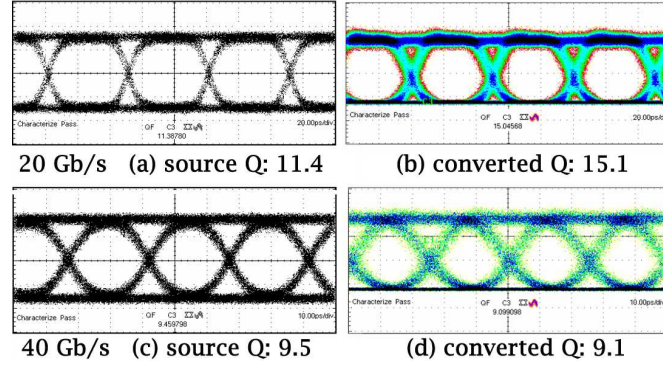 20.00ps/div
Characterize Pass
QF C3
11.38780
20.00ps/div
Characterize Pass
QF C3
15.04568
20 Gb/s (a) source Q: 11.4
(b) converted Q: 15.1
10.00ps/div
Characterize Pass
QF C3
9.459798
10.00ps/div
Characterize Pass
QF C3
9.099098
40 Gb/s (c) source Q: 9.5
(d) converted Q: 9.1